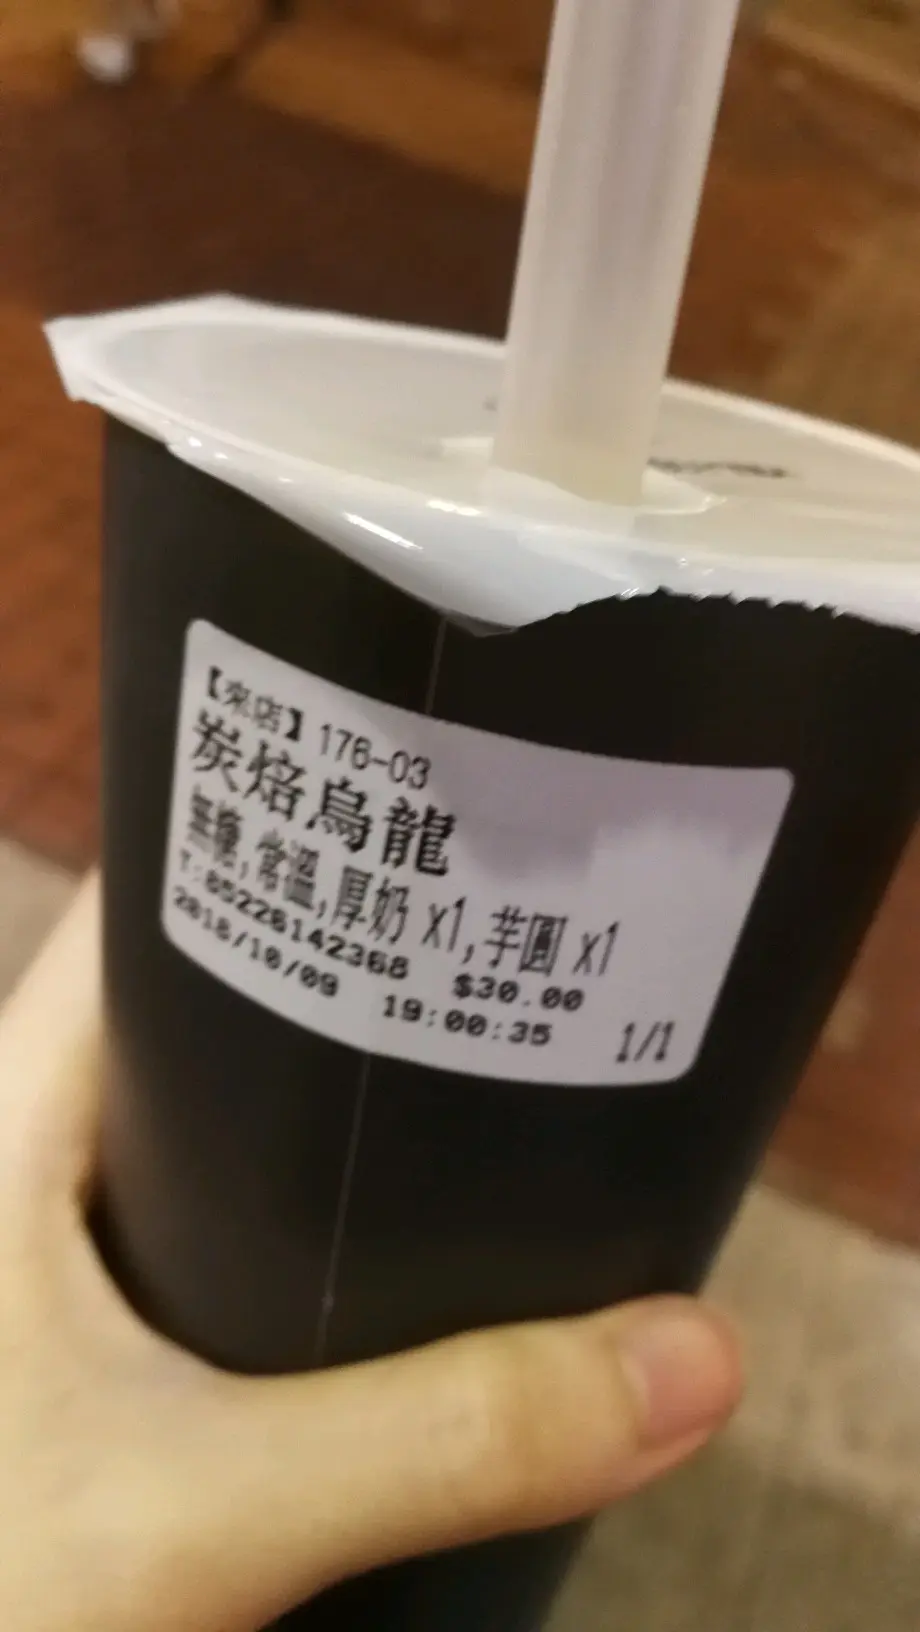 【來店】176-03
炭焙烏龍
無糖,常溫,厚奶 x1,芋圓 x1
T:85226142368 $30.00
2018/10/09 19:00:35 1/1